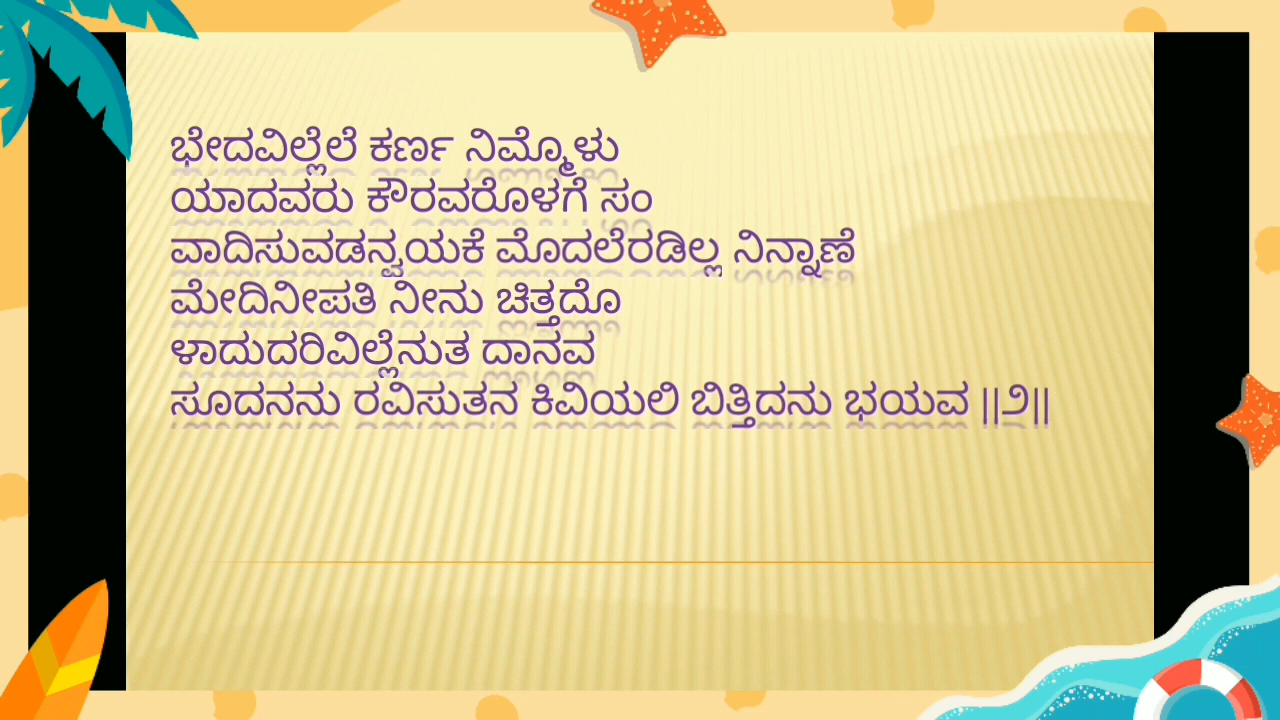 ಭೇದವಿಲ್ಲೆಲೆ ಕರ್ಣ ನಿಮ್ಮೊಳು
ಯಾದವರು ಕೌರವರೊಳಗೆ ಸಂ
ವಾದಿಸುವಡನ್ವಯಕೆ ಮೊದಲೆರಡಿಲ್ಲ ನಿನ್ನಾಣೆ
ಮೇದಿನೀಪತಿ ನೀನು ಚಿತ್ತದೊ
ಳಾದುದರಿವಿಲ್ಲೆನುತ ದಾನವ
ಸೂದನನು ರವಿಸುತನ ಕಿವಿಯಲಿ ಬಿತ್ತಿದನು ಭಯವ ||೨||